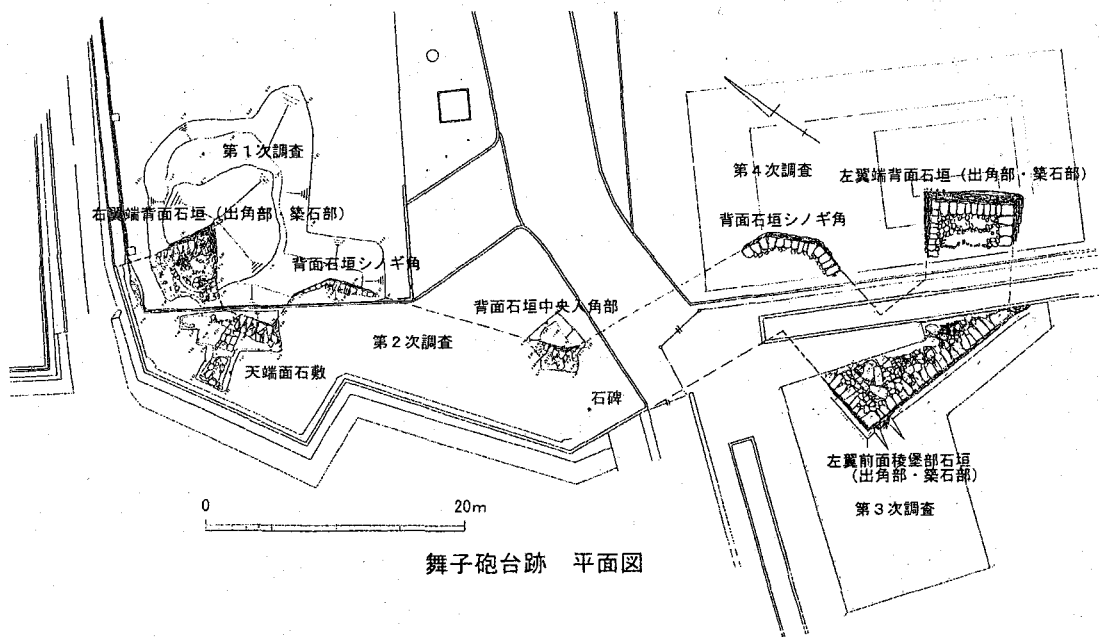 第1次調査
右翼端背面石垣（出角部・築石部）
背面石垣シノギ角
第2次調査
天端面石敷
背面石垣中央入角部
石碑
第4次調査
左翼端背面石垣（出角部・築石部）
背面石垣シノギ角
左翼前面稜堡部石垣
（出角部・築石部）
第3次調査
0 20m
舞子砲台跡 平面図